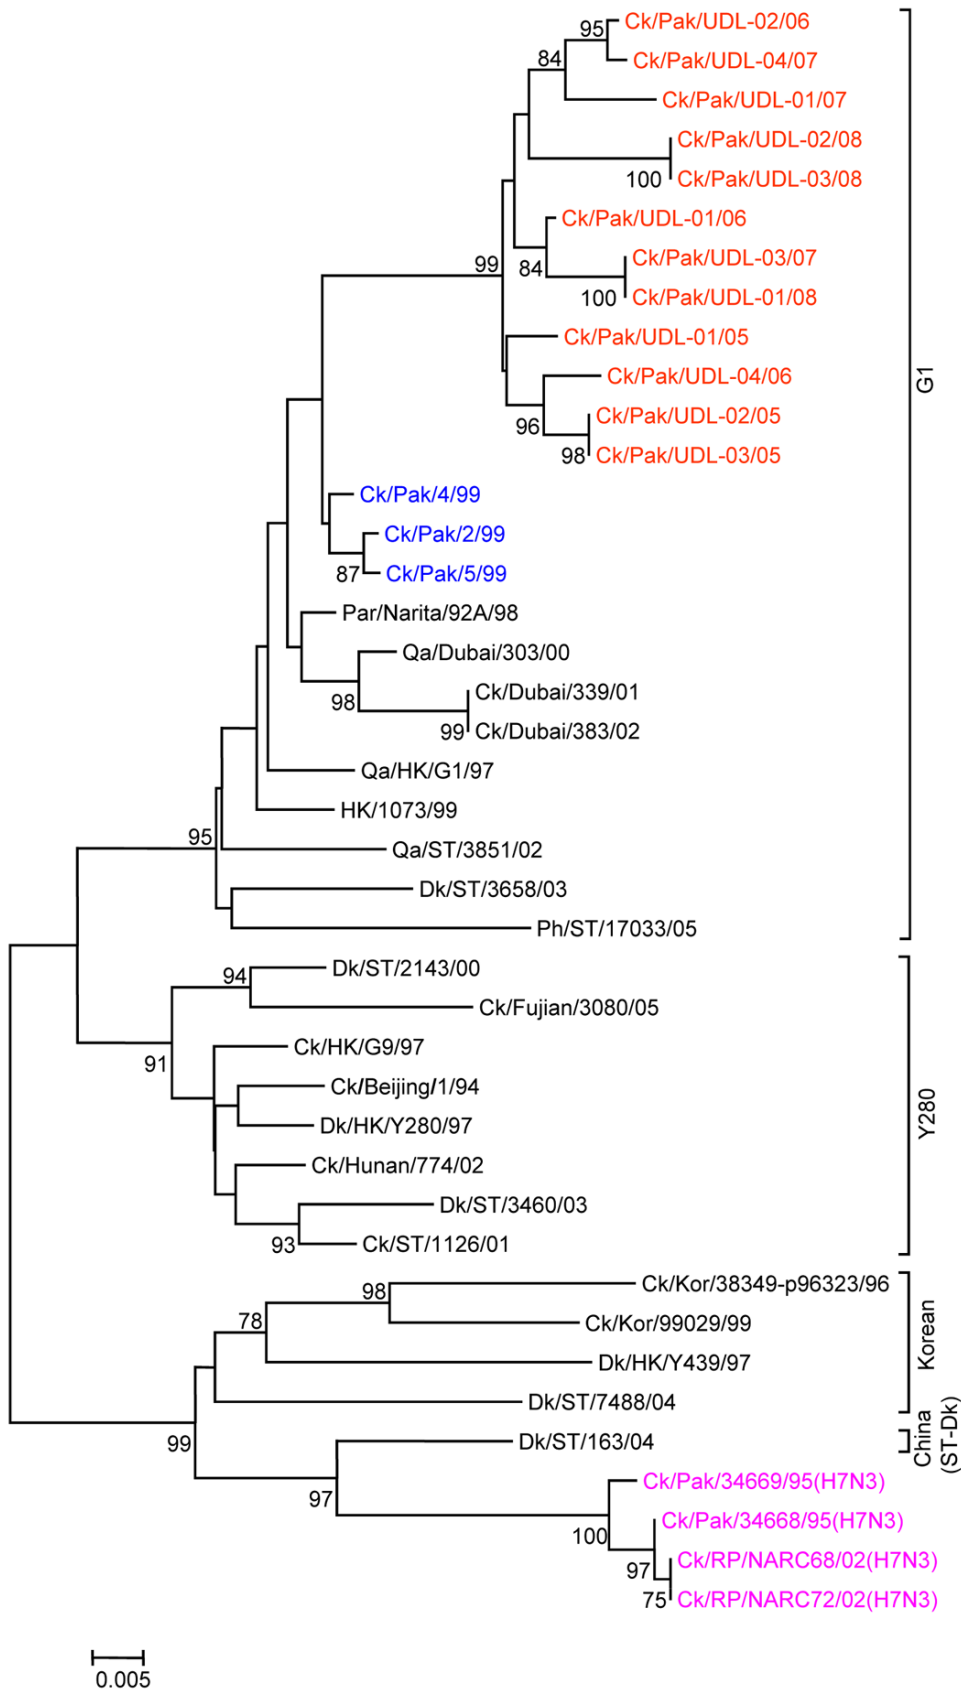 95
Ck/Pak/UDL-02/06
84
Ck/Pak/UDL-04/07
Ck/Pak/UDL-01/07
Ck/Pak/UDL-02/08
100
Ck/Pak/UDL-03/08
Ck/Pak/UDL-01/06
99
84
Ck/Pak/UDL-03/07
100
Ck/Pak/UDL-01/08
Ck/Pak/UDL-01/05
G1
Ck/Pak/UDL-04/06
96
Ck/Pak/UDL-02/05
98
Ck/Pak/UDL-03/05
Ck/Pak/4/99
Ck/Pak/2/99
87
Ck/Pak/5/99
Par/Narita/92A/98
Qa/Dubai/303/00
98
Ck/Dubai/339/01
99
Ck/Dubai/383/02
Qa/HK/G1/97
HK/1073/99
95
Qa/ST/3851/02
Dk/ST/3658/03
Ph/ST/17033/05
94
Dk/ST/2143/00
Ck/Fujian/3080/05
91
Ck/HK/G9/97
Ck/Beijing/1/94
Dk/HK/Y280/97
Y280
Ck/Hunan/774/02
Dk/ST/3460/03
93
Ck/ST/1126/01
98
Ck/Kor/38349-p96323/96
78
Ck/Kor/99029/99
Korean
Dk/HK/Y439/97
Dk/ST/7488/04
99
Dk/ST/163/04
China
(ST-Dk)
97
Ck/Pak/34669/95(H7N3)
100
Ck/Pak/34668/95(H7N3)
97
Ck/RP/NARC68/02(H7N3)
75
Ck/RP/NARC72/02(H7N3)
0.005